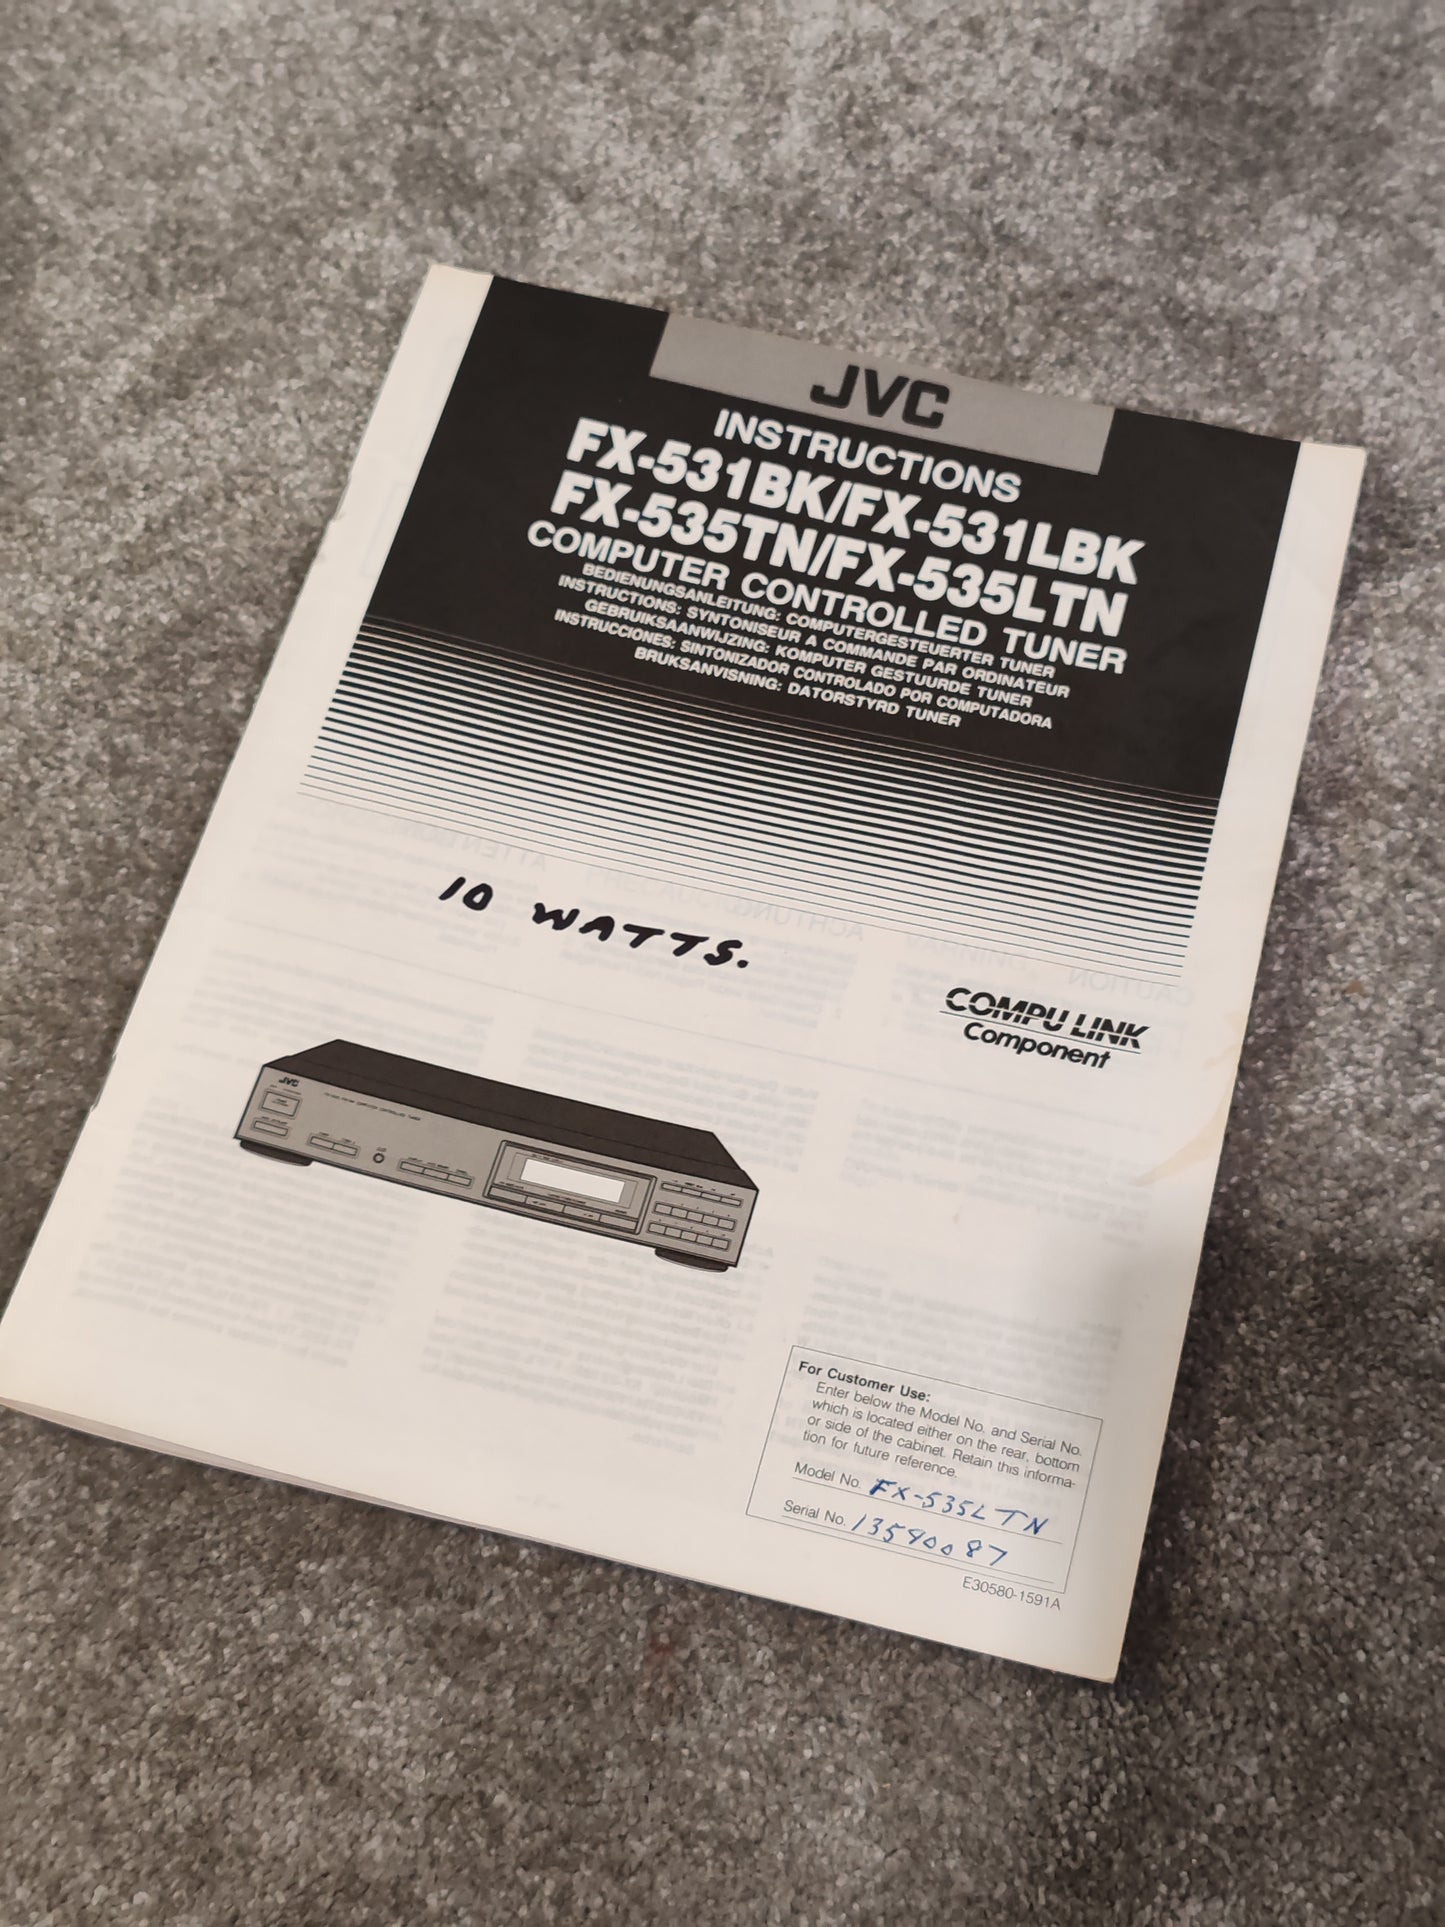 JVC
INSTRUCTIONS
FX-531BK/FX-531LBK
FX-535TN/FX-535LTN
COMPUTER CONTROLLED TUNER
BEDIENUNGSANLEITUNG: COMPUTERGESTEUERTER TUNER
INSTRUCTIONS: SYNTONISEUR A COMMANDE PAR ORDINATEUR
GEBRUIKSAANWIJZING: KOMPUTER GESTUURDE TUNER
INSTRUCCIONES: SINTONIZADOR CONTROLADO POR COMPUTADORA
BRUKSANVISNING: DATORSTYRD TUNER
10 WATTS.
COMPU LINK
Component
JVC
For Customer Use:
Enter below the Model No. and Serial No.
which is located either on the rear, bottom
or side of the cabinet. Retain this informa-
tion for future reference.
Model No. FX-535LTN
Serial No. 13590087
E30580-1591A